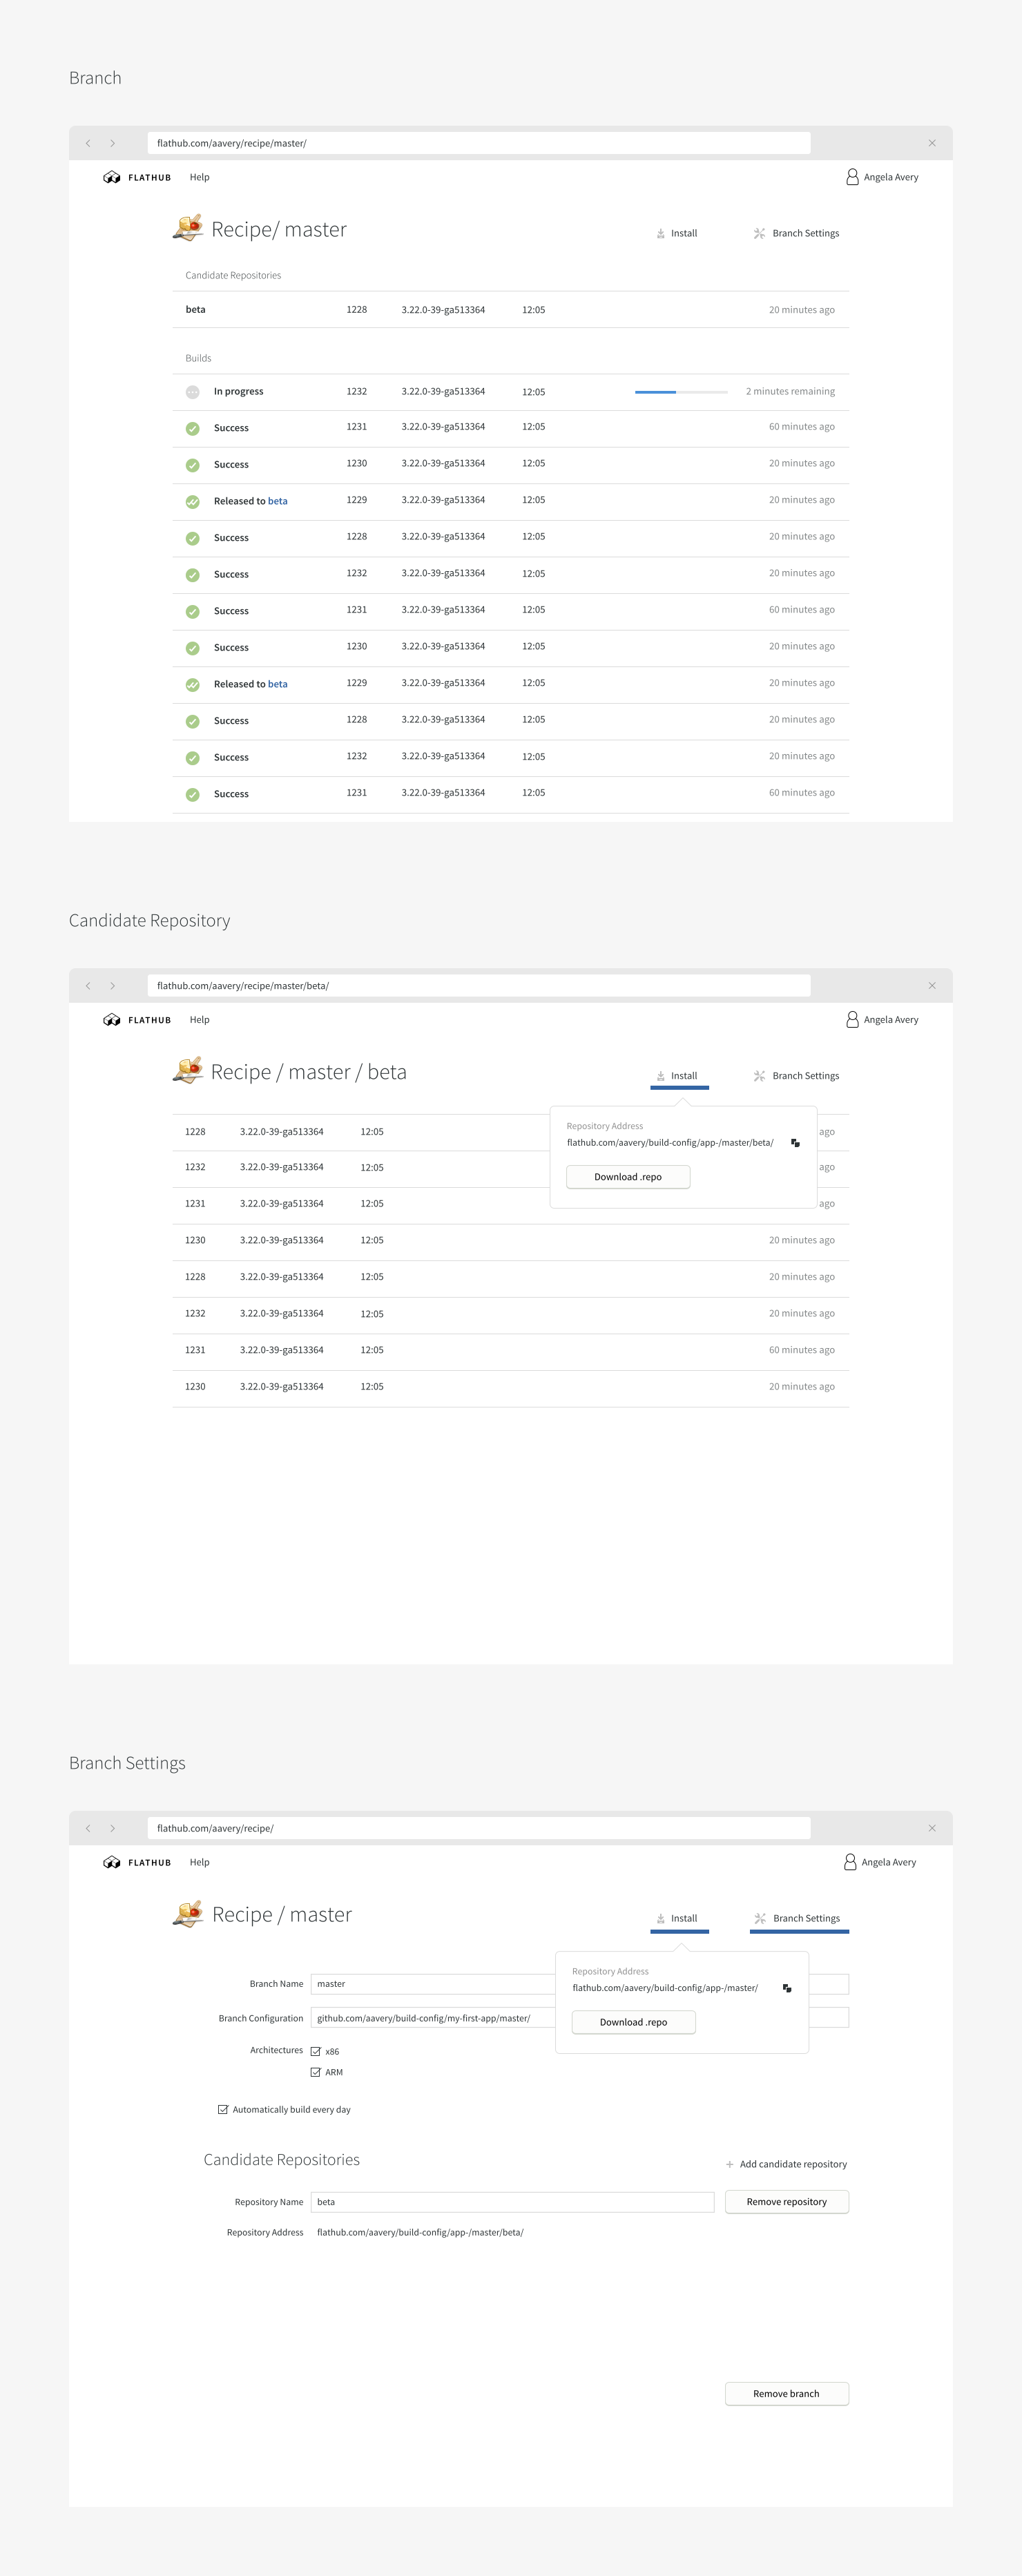 Branch
flathub.com/aavery/recipe/master/
FLATHUB Help Angela Avery
Recipe/ master Install Branch Settings
Candidate Repositories
beta 1228 3.22.0-39-ga513364 12:05 20 minutes ago
Builds
In progress 1232 3.22.0-39-ga513364 12:05 2 minutes remaining
Success 1231 3.22.0-39-ga513364 12:05 60 minutes ago
Success 1230 3.22.0-39-ga513364 12:05 20 minutes ago
Released to beta 1229 3.22.0-39-ga513364 12:05 20 minutes ago
Success 1228 3.22.0-39-ga513364 12:05 20 minutes ago
Success 1232 3.22.0-39-ga513364 12:05 20 minutes ago
Success 1231 3.22.0-39-ga513364 12:05 60 minutes ago
Success 1230 3.22.0-39-ga513364 12:05 20 minutes ago
Released to beta 1229 3.22.0-39-ga513364 12:05 20 minutes ago
Success 1228 3.22.0-39-ga513364 12:05 20 minutes ago
Success 1232 3.22.0-39-ga513364 12:05 20 minutes ago
Success 1231 3.22.0-39-ga513364 12:05 60 minutes ago
Candidate Repository
flathub.com/aavery/recipe/master/beta/
FLATHUB Help Angela Avery
Recipe / master / beta Install Branch Settings
Repository Address
1228 3.22.0-39-ga513364 12:05 ago
flathub.com/aavery/build-config/app-/master/beta/
1232 3.22.0-39-ga513364 12:05 ago
Download .repo
1231 3.22.0-39-ga513364 12:05 ago
1230 3.22.0-39-ga513364 12:05 20 minutes ago
1228 3.22.0-39-ga513364 12:05 20 minutes ago
1232 3.22.0-39-ga513364 12:05 20 minutes ago
1231 3.22.0-39-ga513364 12:05 60 minutes ago
1230 3.22.0-39-ga513364 12:05 20 minutes ago
Branch Settings
flathub.com/aavery/recipe/
FLATHUB Help Angela Avery
Recipe / master Install Branch Settings
Repository Address
Branch Name master flathub.com/aavery/build-config/app-/master/
Branch Configuration github.com/aavery/build-config/my-first-app/master/ Download .repo
Architectures x86
ARM
Automatically build every day
Candidate Repositories Add candidate repository
Repository Name beta Remove repository
Repository Address flathub.com/aavery/build-config/app-/master/beta/
Remove branch